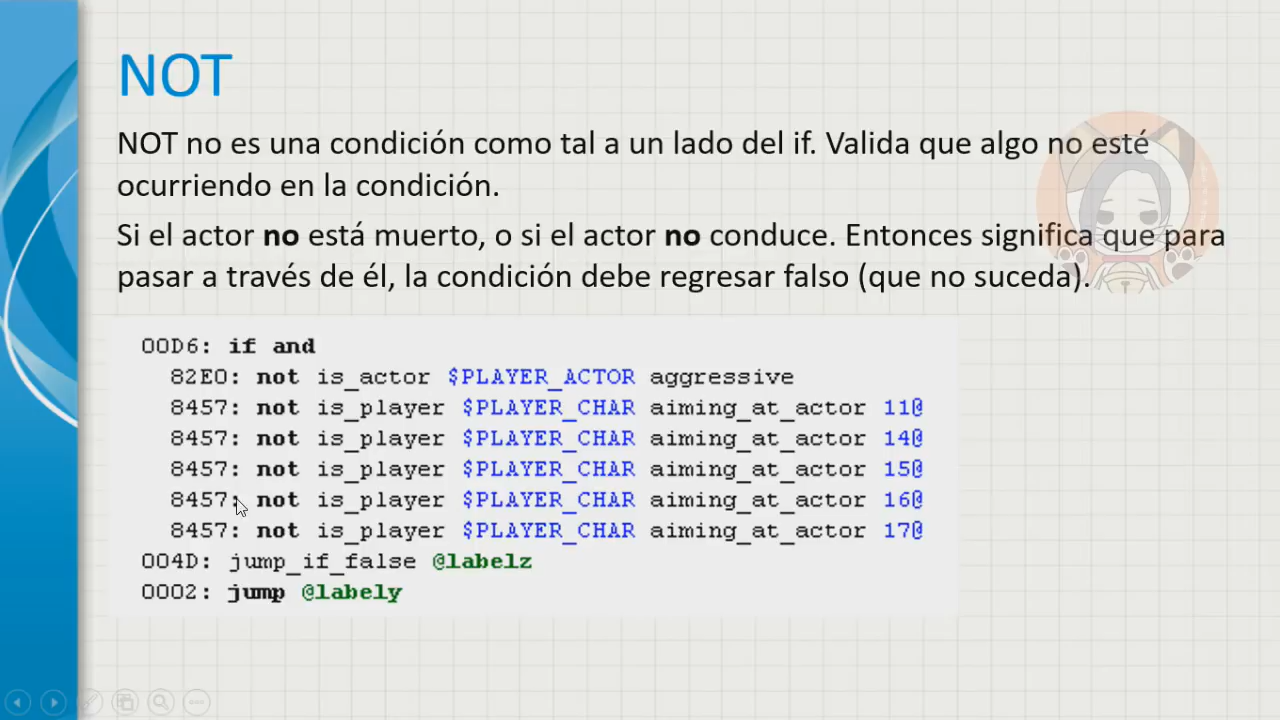 NOT
NOT no es una condición como tal a un lado del if. Valida que algo no esté
ocurriendo en la condición.
Si el actor no está muerto, o si el actor no conduce. Entonces significa que para
pasar a través de él, la condición debe regresar falso (que no suceda).
00D6: if and
82E0: not is_actor $PLAYER_ACTOR aggressive
8457: not is_player $PLAYER_CHAR aiming_at_actor 11@
8457: not is_player $PLAYER_CHAR aiming_at_actor 14@
8457: not is_player $PLAYER_CHAR aiming_at_actor 15@
8457: not is_player $PLAYER_CHAR aiming_at_actor 16@
8457: not is_player $PLAYER_CHAR aiming_at_actor 17@
004D: jump_if_false @labelz
0002: jump @labely